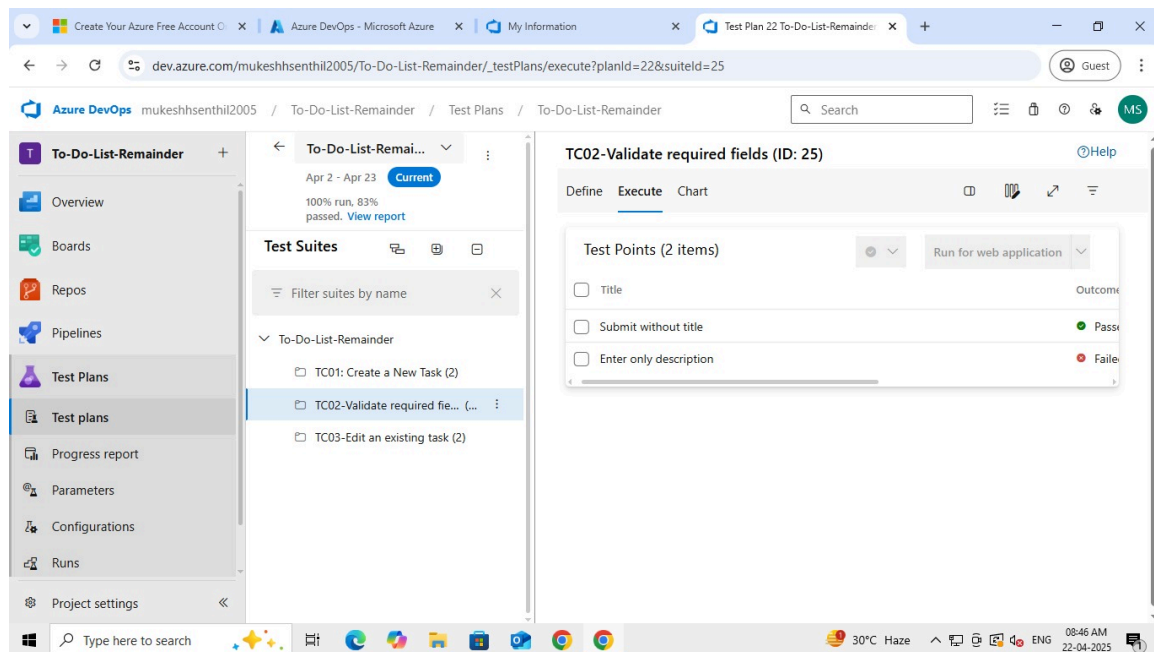 Create Your Azure Free Account O
Azure DevOps - Microsoft Azure
My Information
Test Plan 22 To-Do-List-Remainde
dev.azure.com/mukeshhsenthil2005/To-Do-List-Remainder/_testPlans/execute?planId=22&suiteId=25
Guest
Azure DevOps mukeshhsenthil2005 / To-Do-List-Remainder / Test Plans / To-Do-List-Remainder
Search
MS
T To-Do-List-Remainder +
Overview
Boards
Repos
Pipelines
Test Plans
Test plans
Progress report
Parameters
Configurations
Runs
Project settings
To-Do-List-Remai...
Apr 2 - Apr 23 Current
100% run, 83%
passed. View report
Test Suites
Filter suites by name
To-Do-List-Remainder
TC01: Create a New Task (2)
TC02-Validate required fie... (...
TC03-Edit an existing task (2)
TC02-Validate required fields (ID: 25)
Help
Define Execute Chart
Test Points (2 items)
Run for web application
Title Outcome
Submit without title Passe
Enter only description Faile
Type here to search
30°C Haze
ENG
08:46 AM
22-04-2025